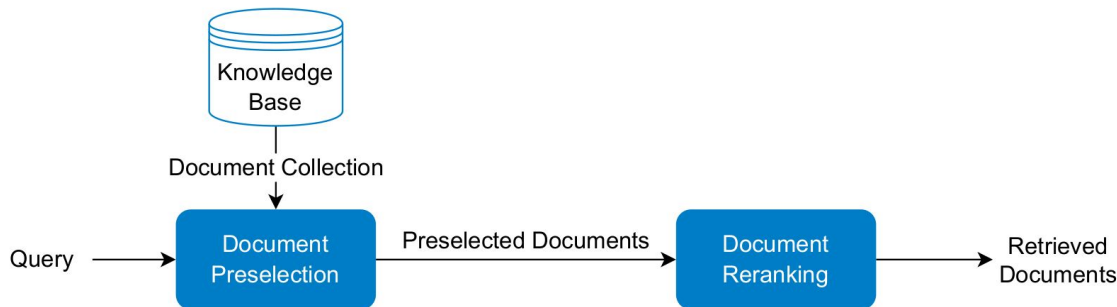 Knowledge
Base
Document Collection
Query
Document
Preselection
Preselected Documents
Document
Reranking
Retrieved
Documents